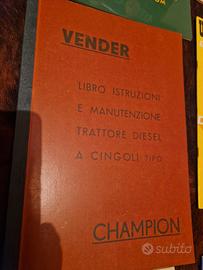 VENDER
LIBRO ISTRUZIONI
E MANUTENZIONE
TRATTORE DIESEL
A CINGOLI TIPO
CHAMPION
subito